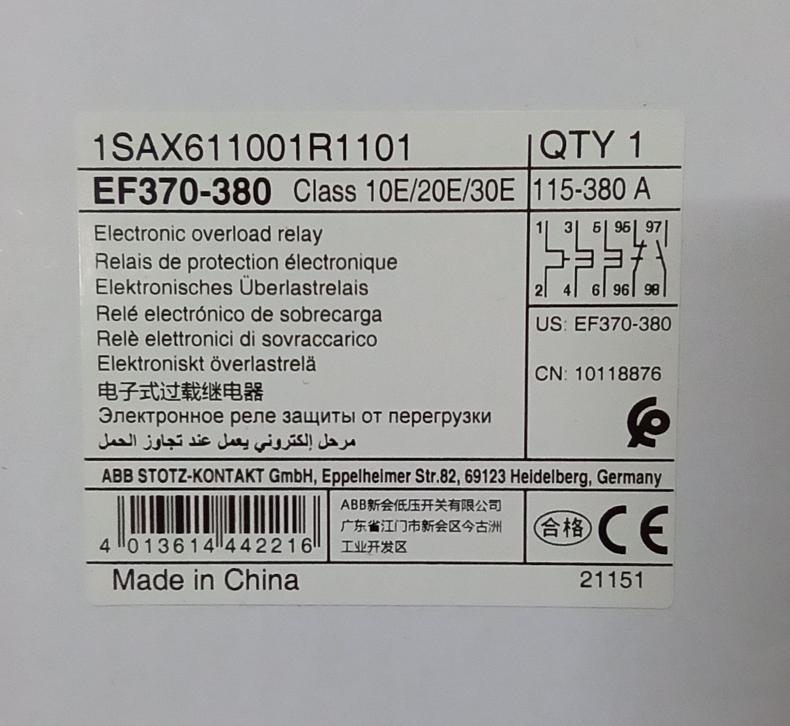 1SAX611001R1101 QTY 1
EF370-380 Class 10E/20E/30E 115-380 A
Electronic overload relay
Relais de protection électronique
Elektronisches Überlastrelais
Relé electrónico de sobrecarga
Relè elettronici di sovraccarico
Elektroniskt överlastrelä
电子式过载继电器
Электронное реле защиты от перегрузки
مرحل إلكتروني يعمل عند تجاوز الحمل
1 3 5 95 97
2 4 6 96 98
US: EF370-380
CN: 10118876
ABB STOTZ-KONTAKT GmbH, Eppelheimer Str.82, 69123 Heidelberg, Germany
4 013614 442216
ABB新会低压开关有限公司
广东省江门市新会区今古洲
工业开发区
合格 CE
Made in China 21151